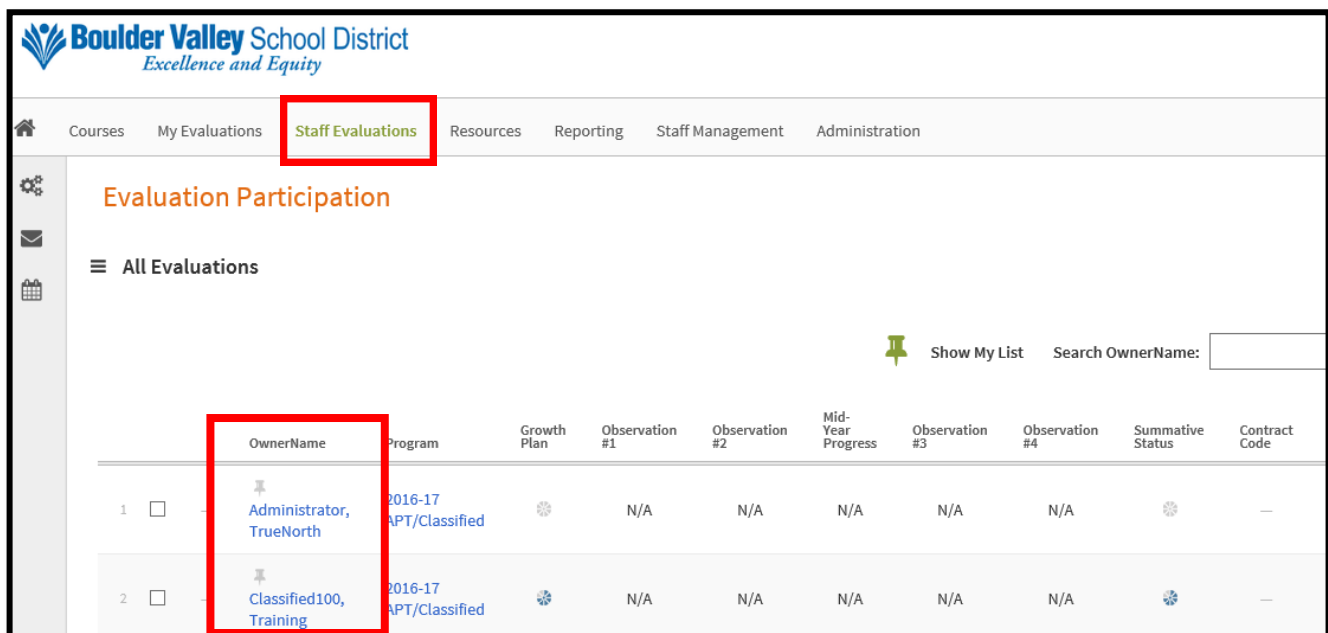 Boulder Valley School District
Excellence and Equity
Courses My Evaluations Staff Evaluations Resources Reporting Staff Management Administration
Evaluation Participation
All Evaluations
Show My List Search OwnerName:
OwnerName Program Growth Plan Observation #1 Observation #2 Mid-Year Progress Observation #3 Observation #4 Summative Status Contract Code
1 Administrator, TrueNorth 2016-17 APT/Classified N/A N/A N/A N/A N/A —
2 Classified100, Training 2016-17 APT/Classified N/A N/A N/A N/A N/A —